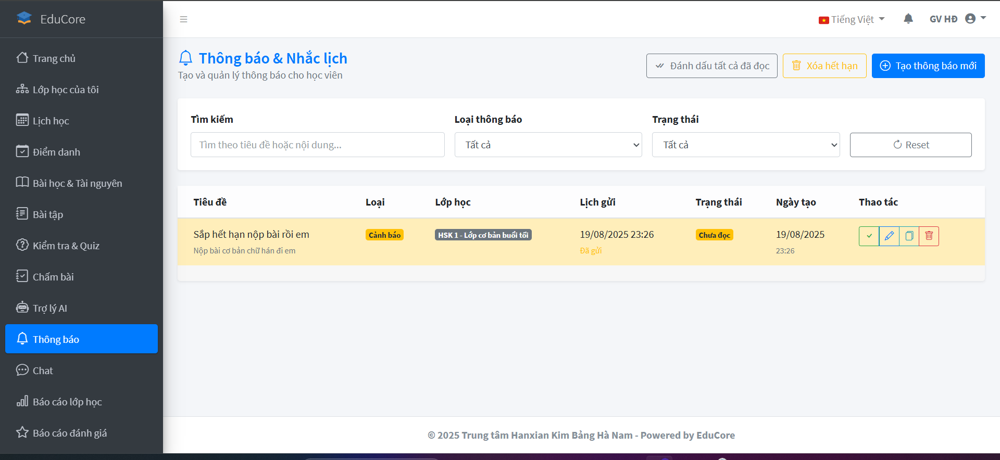 EduCore
Tiếng Việt
GV HĐ
Trang chủ
Lớp học của tôi
Lịch học
Điểm danh
Bài học & Tài nguyên
Bài tập
Kiểm tra & Quiz
Chấm bài
Trợ lý AI
Thông báo
Chat
Báo cáo lớp học
Báo cáo đánh giá
Thông báo & Nhắc lịch
Tạo và quản lý thông báo cho học viên
Đánh dấu tất cả đã đọc
Xóa hết hạn
Tạo thông báo mới
Tìm kiếm
Loại thông báo
Trạng thái
Tìm theo tiêu đề hoặc nội dung...
Tất cả
Tất cả
Reset
Tiêu đề Loại Lớp học Lịch gửi Trạng thái Ngày tạo Thao tác
Sắp hết hạn nộp bài rồi em Cảnh báo HSK 1 - Lớp cơ bản buổi tối 19/08/2025 23:26 Chưa đọc 19/08/2025
Nộp bài cơ bản chữ hán đi em Đã gửi 23:26
© 2025 Trung tâm Hanxian Kim Bảng Hà Nam - Powered by EduCore